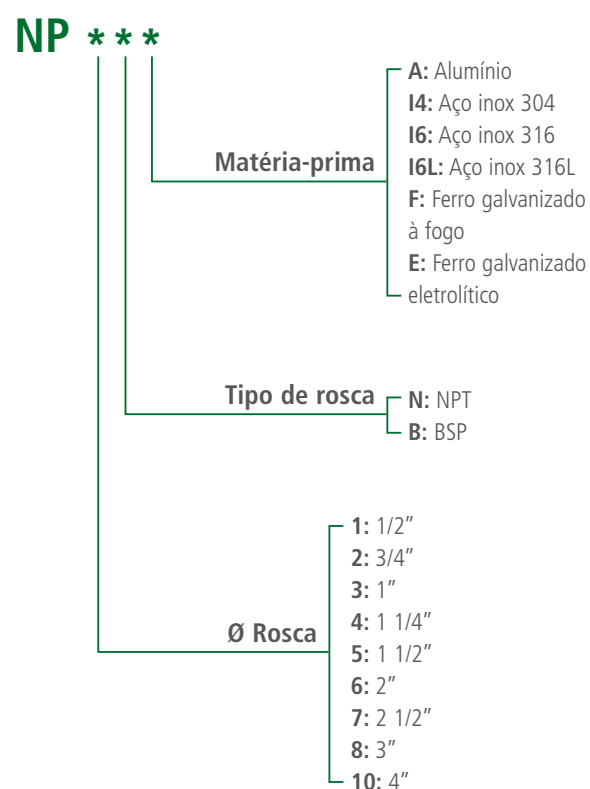 NP * * *
A: Alumínio
I4: Aço inox 304
I6: Aço inox 316
Matéria-prima
I6L: Aço inox 316L
F: Ferro galvanizado
à fogo
E: Ferro galvanizado
eletrolítico
Tipo de rosca
N: NPT
B: BSP
1: 1/2”
2: 3/4”
3: 1”
4: 1 1/4”
Ø Rosca
5: 1 1/2”
6: 2”
7: 2 1/2”
8: 3”
10: 4”